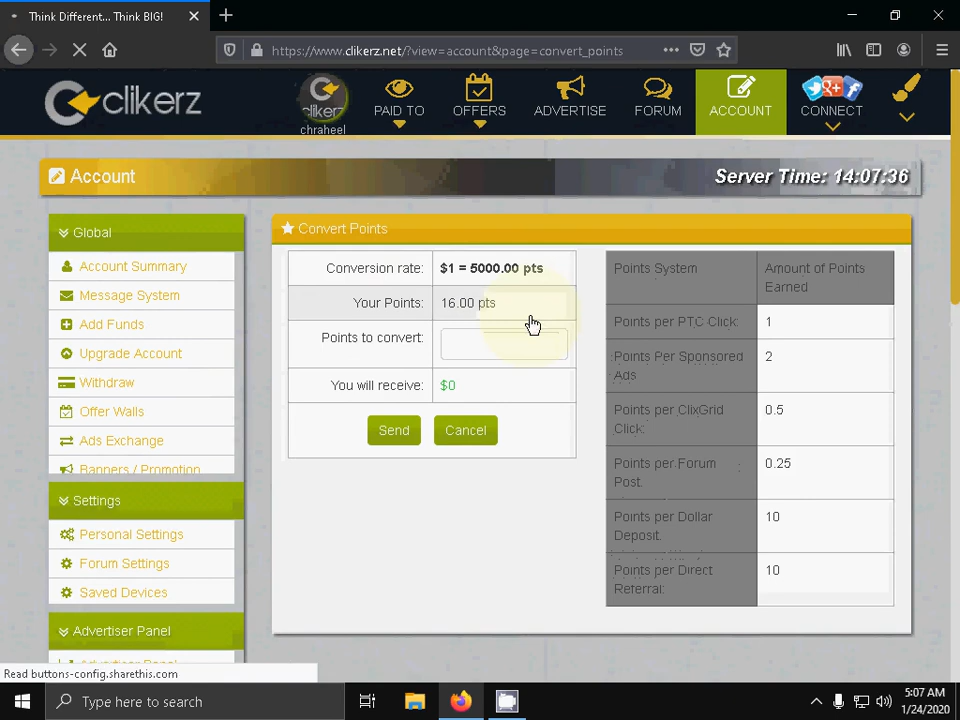 Think Different... Think BIG!
https://www.clikerz.net/?view=account&page=convert_points
clikerz
cliker
chraheel
PAID TO
OFFERS
ADVERTISE
FORUM
ACCOUNT
CONNECT
Account
Server Time: 14:07:36
Global
Account Summary
Message System
Add Funds
Upgrade Account
Withdraw
Offer Walls
Ads Exchange
Banners / Promotion
Settings
Personal Settings
Forum Settings
Saved Devices
Advertiser Panel
Advertiser Panel
Convert Points
Conversion rate: $1 = 5000.00 pts
Your Points: 16.00 pts
Points to convert:
You will receive: $0
Send Cancel
Points System
Amount of Points
Earned
Points per PTC Click: 1
Points Per Sponsored
Ads
2
Points per ClixGrid
Click:
0.5
Points per Forum :
Post.
0.25
Points per Dollar
Deposit.
10
Points per Direct
Referral:
10
Read buttons-config.sharethis.com
Type here to search
5:07 AM
1/24/2020